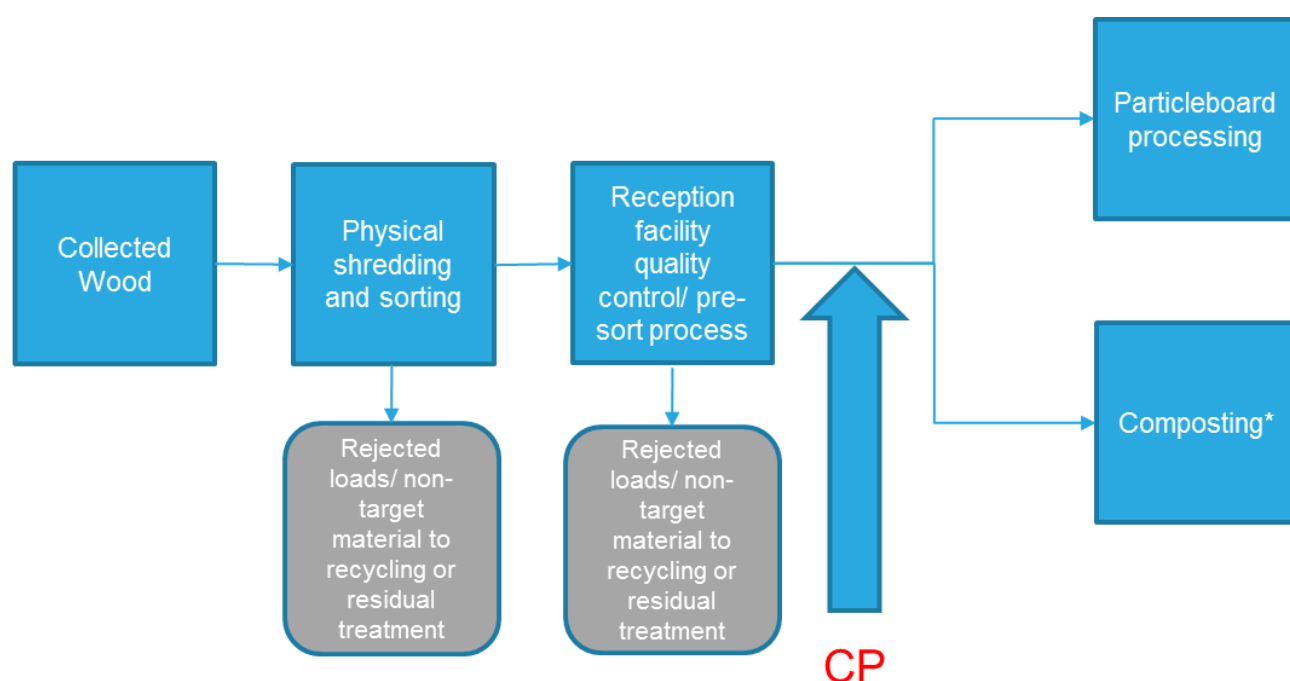 Collected
Wood
Physical
shredding
and sorting
Reception
facility
quality
control/ pre-
sort process
Particleboard
processing
Composting*
Rejected
loads/ non-
target
material to
recycling or
residual
treatment
Rejected
loads/ non-
target
material to
recycling or
residual
treatment
CP